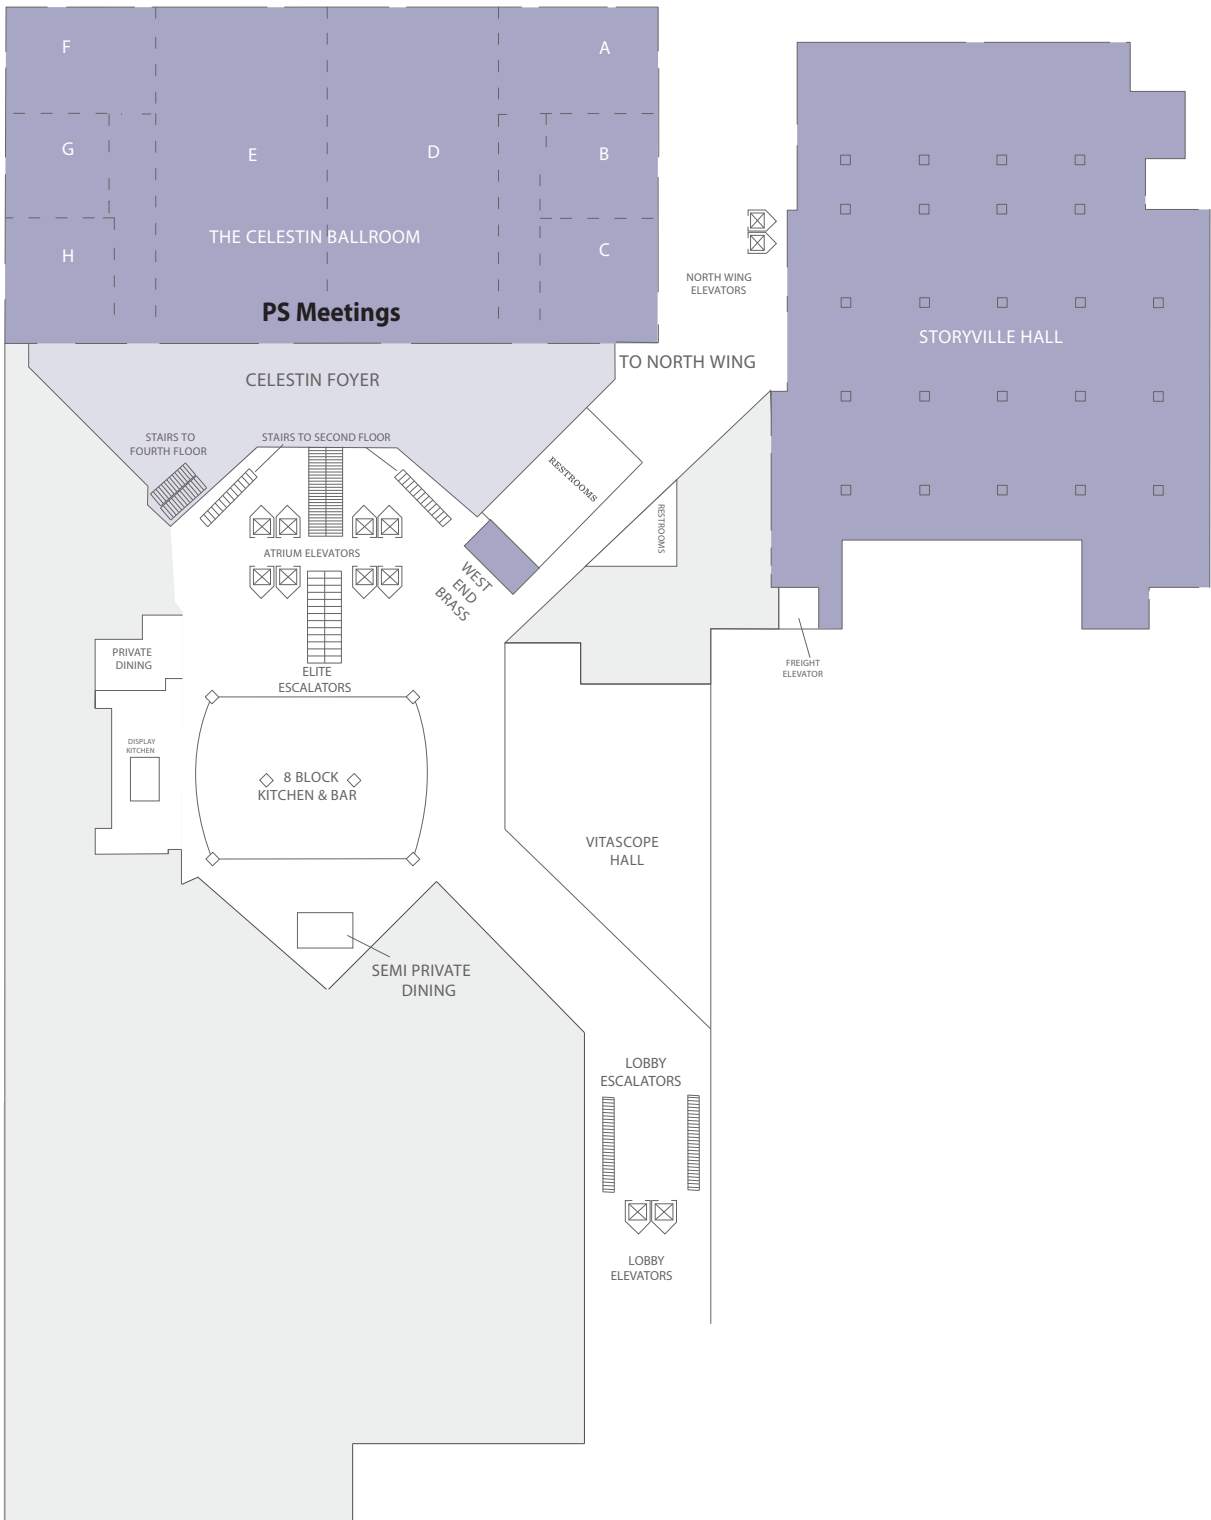 F
A
G
E
D
B
THE CELESTIN BALLROOM
H
C
PS Meetings
NORTH WING
ELEVATORS
STORYVILLE HALL
TO NORTH WING
CELESTIN FOYER
STAIRS TO
FOURTH FLOOR
STAIRS TO SECOND FLOOR
RESTROOMS
RESTROOMS
ATRIUM ELEVATORS
WEST
END
BRASS
PRIVATE
DINING
ELITE
ESCALATORS
FREIGHT
ELEVATOR
DISPLAY
KITCHEN
8 BLOCK
KITCHEN & BAR
VITASCOPE
HALL
SEMI PRIVATE
DINING
LOBBY
ESCALATORS
LOBBY
ELEVATORS